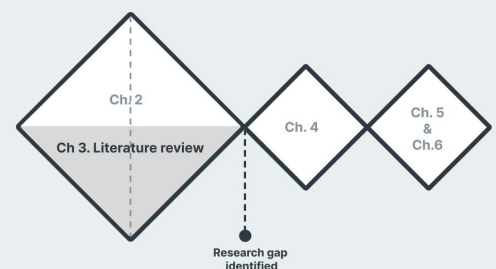 Ch. 2
Ch 3. Literature review
Ch. 4
Ch. 5
&
Ch.6
Research gap
identified